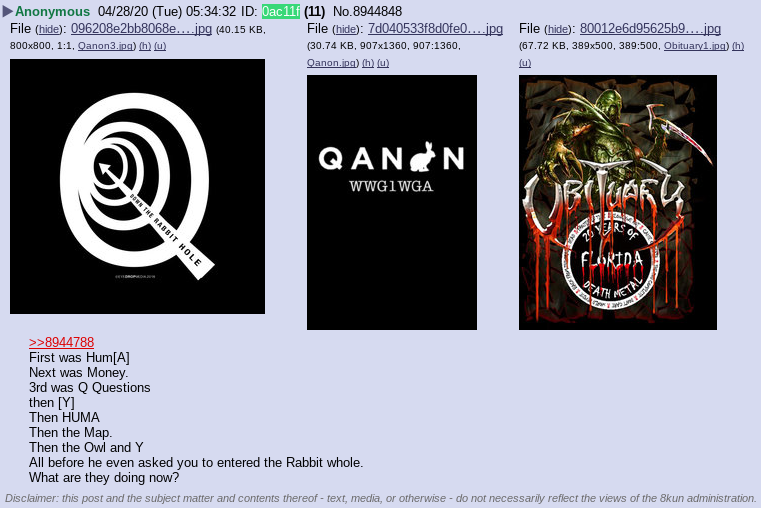 Anonymous 04/28/20 (Tue) 05:34:32 ID: 0ac11f (11) No.8944848
File (hide): 096208e2bb8068e….jpg (40.15 KB, 800x800, 1:1, Qanon3.jpg) (h) (u)
DOWN THE RABBIT HOLE
File (hide): 7d040533f8d0fe0….jpg (30.74 KB, 907x1360, 907:1360, Qanon.jpg) (h) (u)
QANON
WWG1WGA
File (hide): 80012e6d95625b9….jpg (67.72 KB, 389x500, 389:500, Obituary1.jpg) (h) (u)
OBITUARY
25 YEARS OF
FLORIDA
DEATH METAL
>>8944788
First was Hum[A]
Next was Money.
3rd was Q Questions
then [Y]
Then HUMA
Then the Map.
Then the Owl and Y
All before he even asked you to entered the Rabbit whole.
What are they doing now?
Disclaimer: this post and the subject matter and contents thereof - text, media, or otherwise - do not necessarily reflect the views of the 8kun administration.